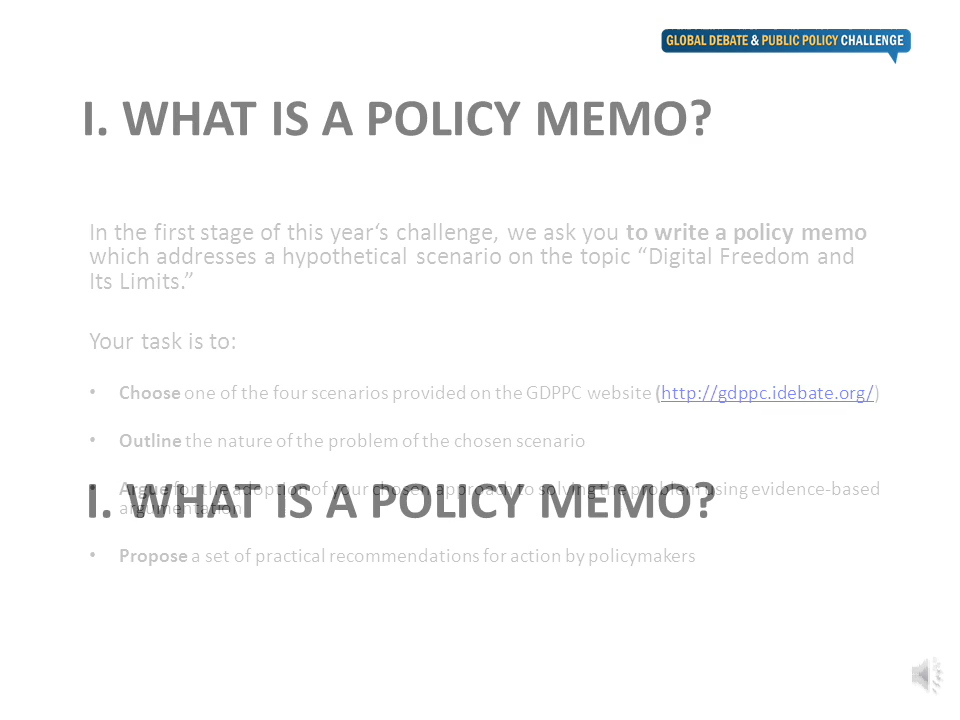 GLOBAL DEBATE & PUBLIC POLICY CHALLENGE
I. WHAT IS A POLICY MEMO?
In the first stage of this year‘s challenge, we ask you to write a policy memo
which addresses a hypothetical scenario on the topic “Digital Freedom and
Its Limits.”
Your task is to:
• Choose one of the four scenarios provided on the GDPPC website (http://gdppc.idebate.org/)
• Outline the nature of the problem of the chosen scenario
• Argue for the adoption of your chosen approach to solving the problem using evidence-based
argumentation
I. WHAT IS A POLICY MEMO?
• Propose a set of practical recommendations for action by policymakers